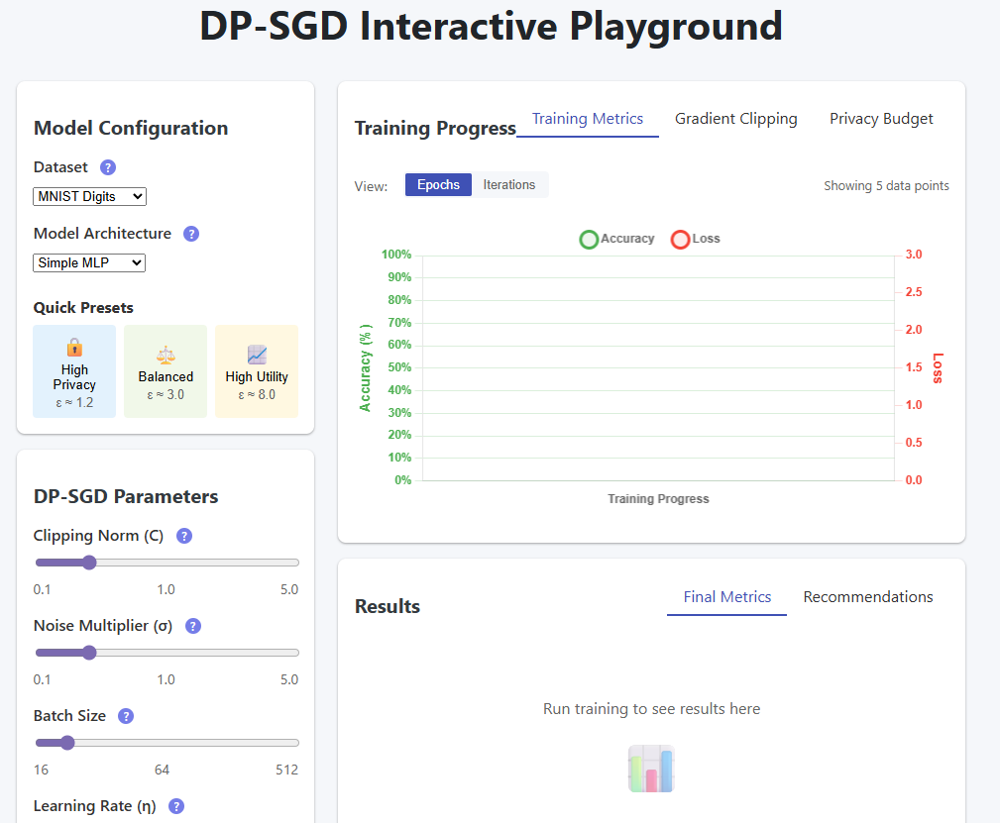 DP-SGD Interactive Playground
Model Configuration
Dataset ?
MNIST Digits
Model Architecture ?
Simple MLP
Quick Presets
High
Privacy
ε ≈ 1.2
Balanced
ε ≈ 3.0
High Utility
ε ≈ 8.0
DP-SGD Parameters
Clipping Norm (C) ?
0.1 1.0 5.0
Noise Multiplier (σ) ?
0.1 1.0 5.0
Batch Size ?
16 64 512
Learning Rate (η) ?
Training Progress Training Metrics Gradient Clipping Privacy Budget
View: Epochs Iterations Showing 5 data points
Accuracy Loss
100% 3.0
90%
2.5
80%
70%
2.0
60%
50% 1.5
40%
1.0
30%
20%
0.5
10%
0% 0.0
Accuracy (%)
Loss
Training Progress
Results Final Metrics Recommendations
Run training to see results here